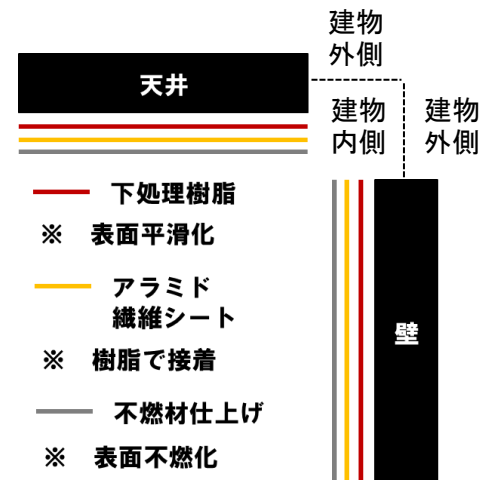 建物
外側
天井
建物
内側
建物
外側
下処理樹脂
※ 表面平滑化
アラミド
繊維シート
※ 樹脂で接着
不燃材仕上げ
※ 表面不燃化
壁